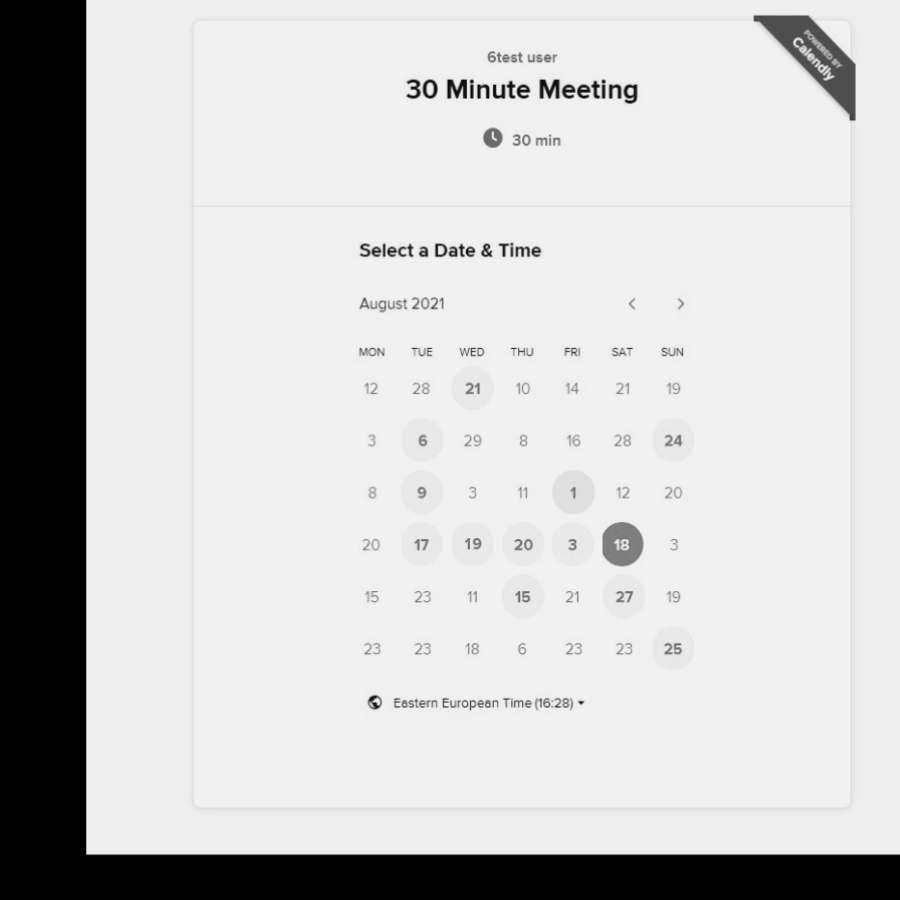 POWERED BY
Calendly
6test user
30 Minute Meeting
30 min
Select a Date & Time
August 2021
MON TUE WED THU FRI SAT SUN
12 28 21 10 14 21 19
3 6 29 8 16 28 24
8 9 3 11 1 12 20
20 17 19 20 3 18 3
15 23 11 15 21 27 19
23 23 18 6 23 23 25
Eastern European Time (16:28)